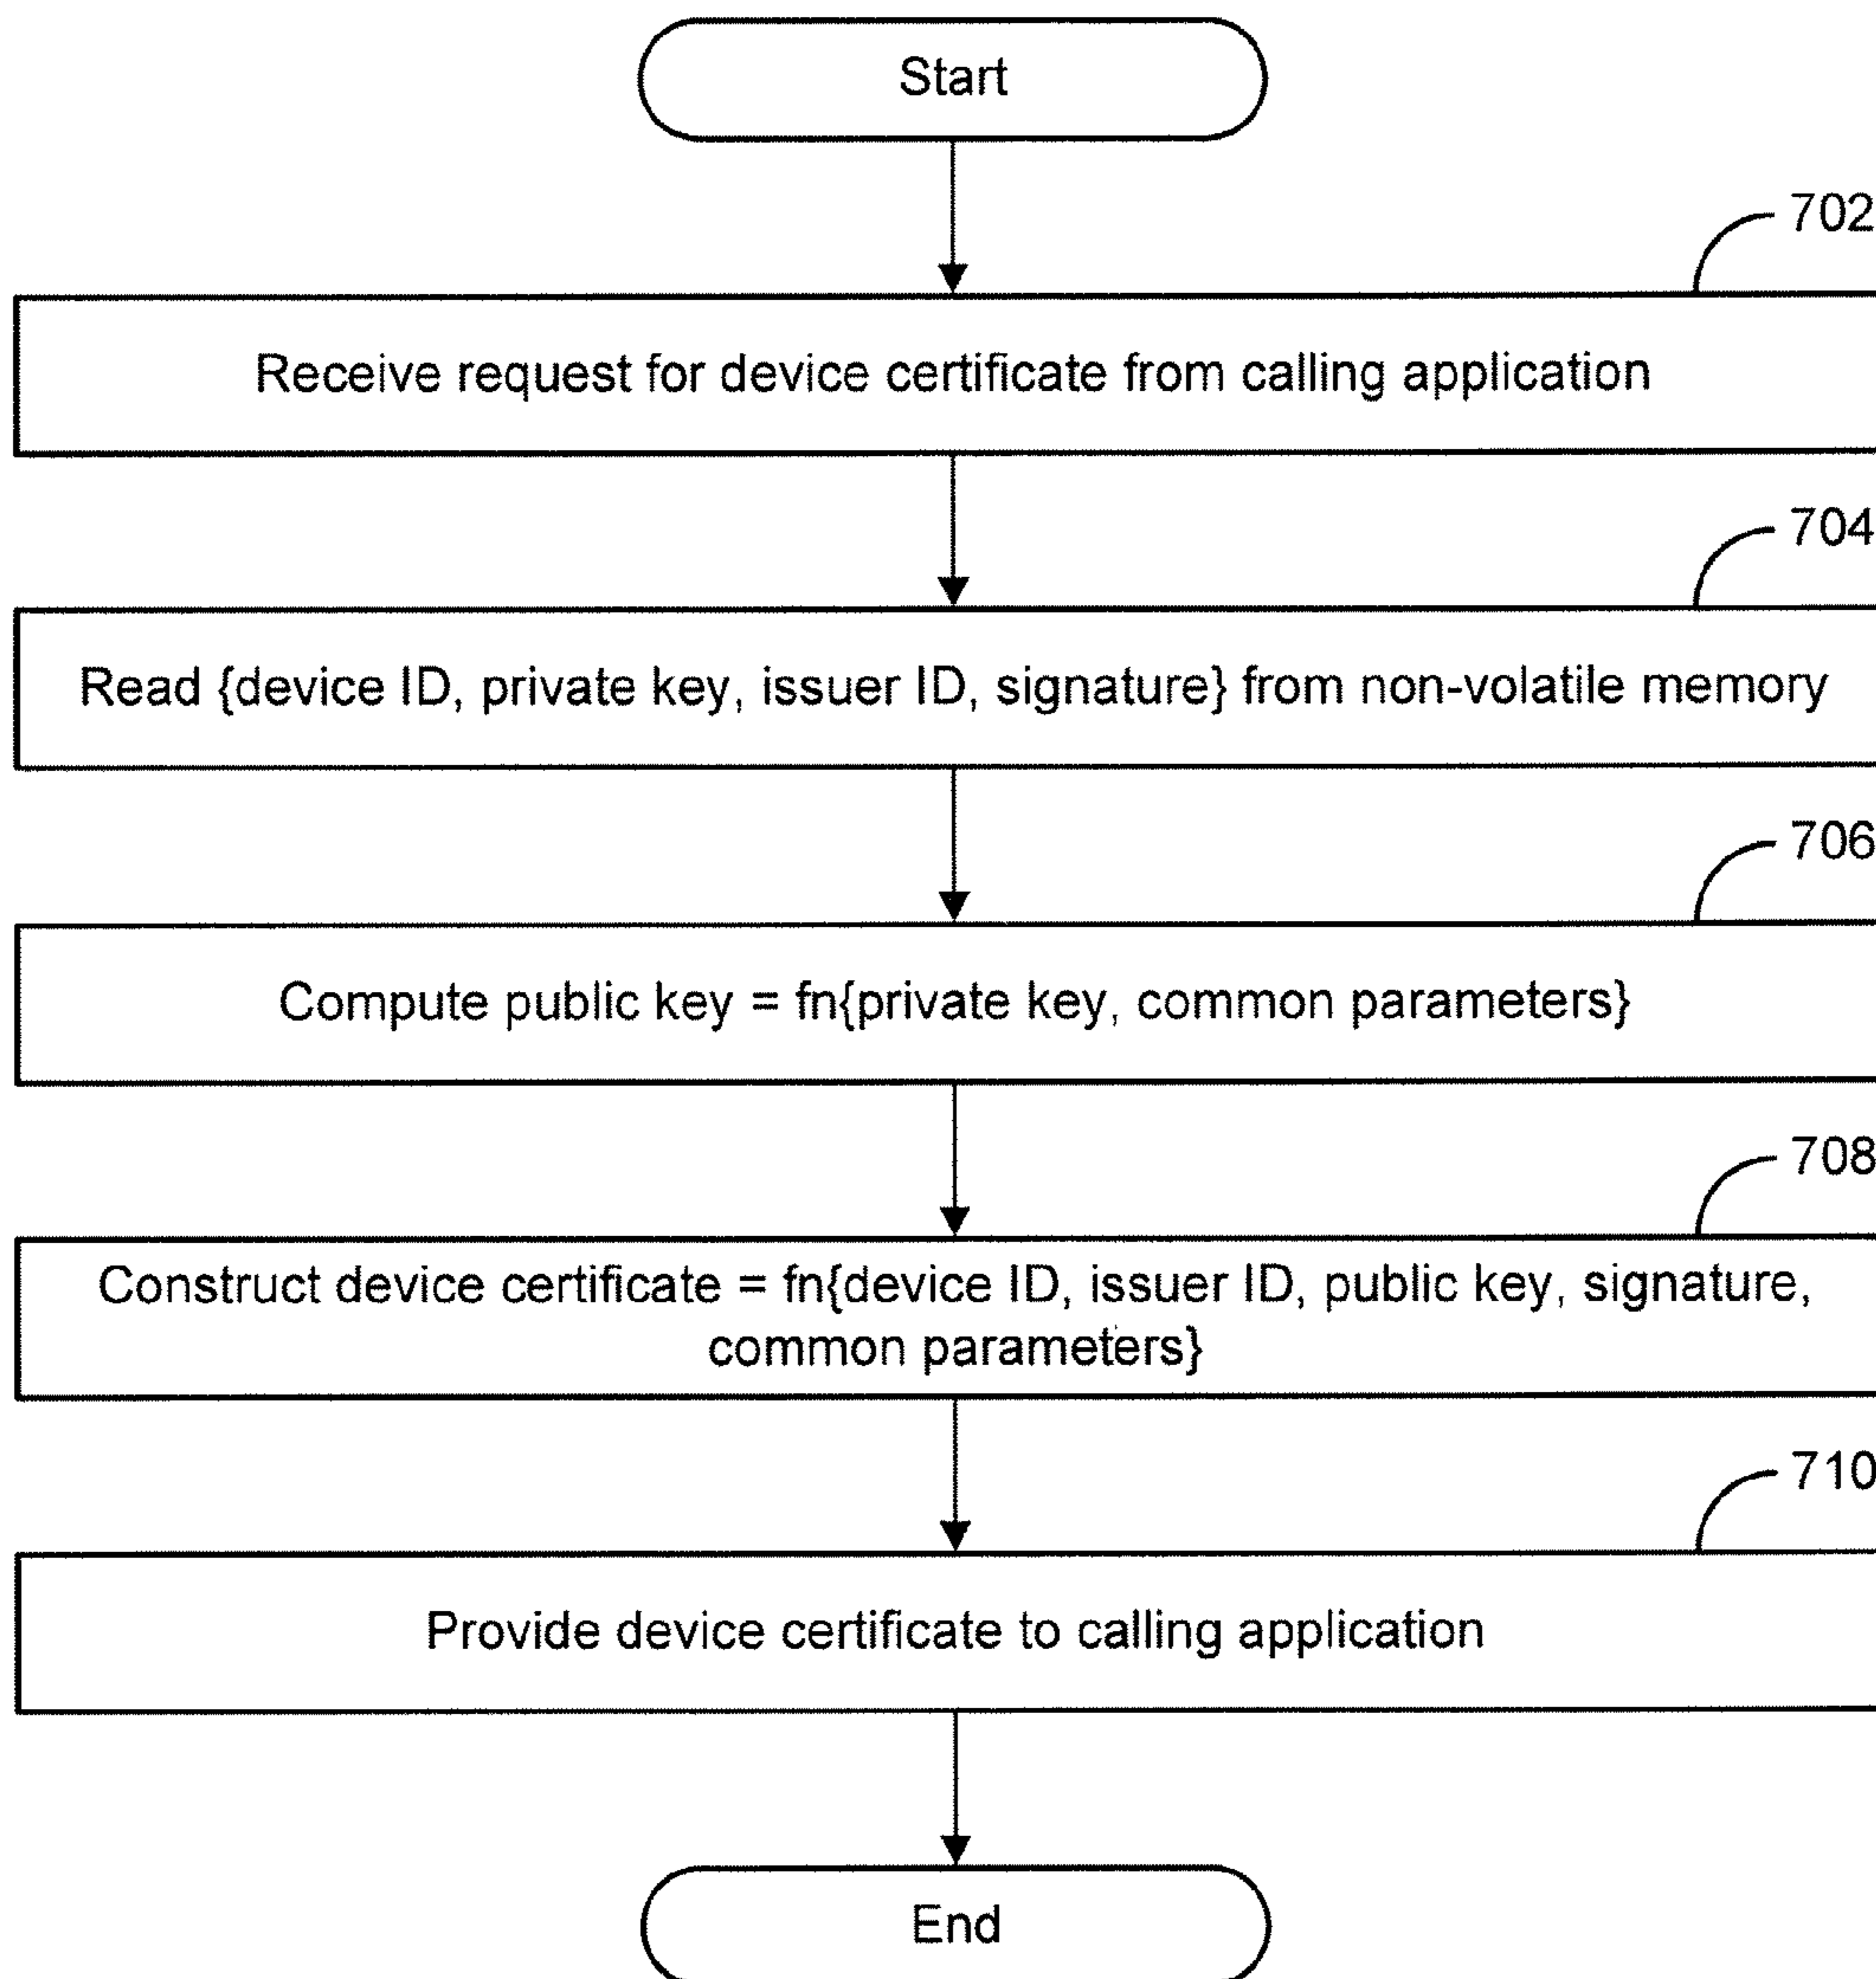 Start
702
Receive request for device certificate from calling application
704
Read {device ID, private key, issuer ID, signature} from non-volatile memory
706
Compute public key = fn{private key, common parameters}
708
Construct device certificate = fn{device ID, issuer ID, public key, signature,
common parameters}
710
Provide device certificate to calling application
End